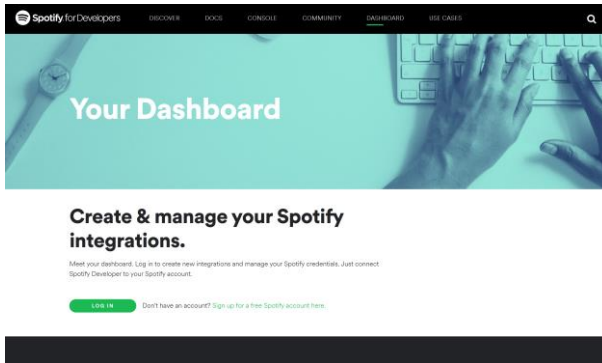 Spotify for Developers DISCOVER DOCS CONSOLE COMMUNITY DASHBOARD USE CASES
Your Dashboard
Create & manage your Spotify
integrations.
Meet your dashboard. Log in to create new integrations and manage your Spotify credentials. Just connect
Spotify Developer to your Spotify account.
LOG IN Don't have an account? Sign up for a free Spotify account here.